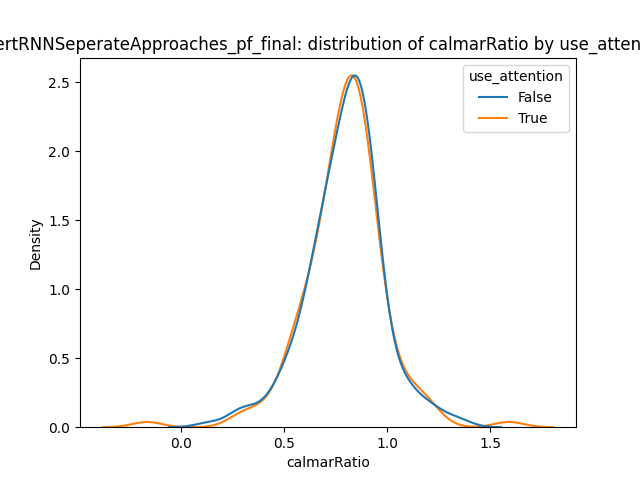 ertRNNSeperateApproaches_pf_final: distribution of calmarRatio by use_atten
use_attention
False
True
2.5
2.0
1.5
1.0
0.5
0.0
Density
0.0
0.5
1.0
1.5
calmarRatio